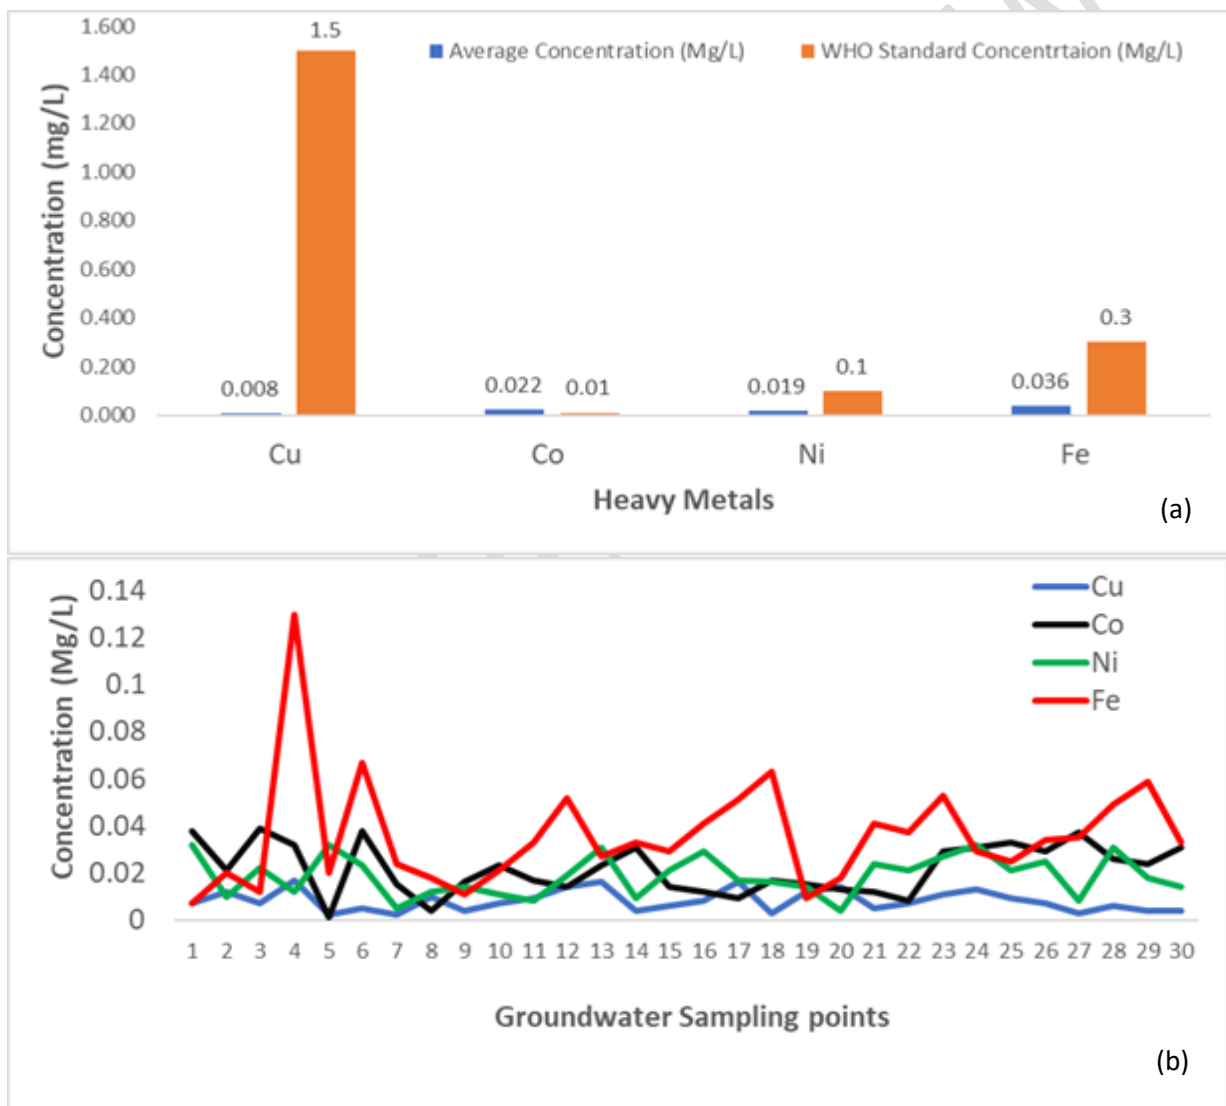 1.600
1.5
Average Concentration (Mg/L) WHO Standard Concentrtaion (Mg/L)
1.400
1.200
1.000
0.800
0.600
0.400
0.3
0.200
0.008 0.022 0.01 0.019 0.1 0.036
0.000
Concentration (mg/L)
Cu Co Ni Fe
Heavy Metals
(a)
0.14
0.12
0.1
0.08
0.06
0.04
0.02
0
Concentration (Mg/L)
Cu
Co
Ni
Fe
1 2 3 4 5 6 7 8 9 10 11 12 13 14 15 16 17 18 19 20 21 22 23 24 25 26 27 28 29 30
Groundwater Sampling points
(b)